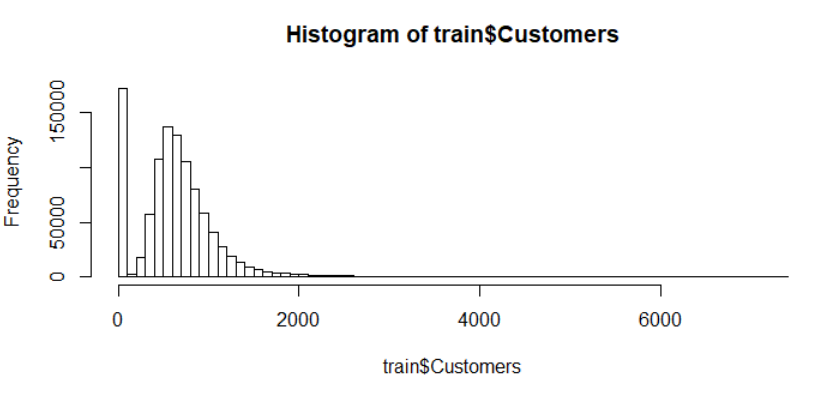 Histogram of train$Customers
Frequency
150000
50000
0
0 2000 4000 6000
train$Customers